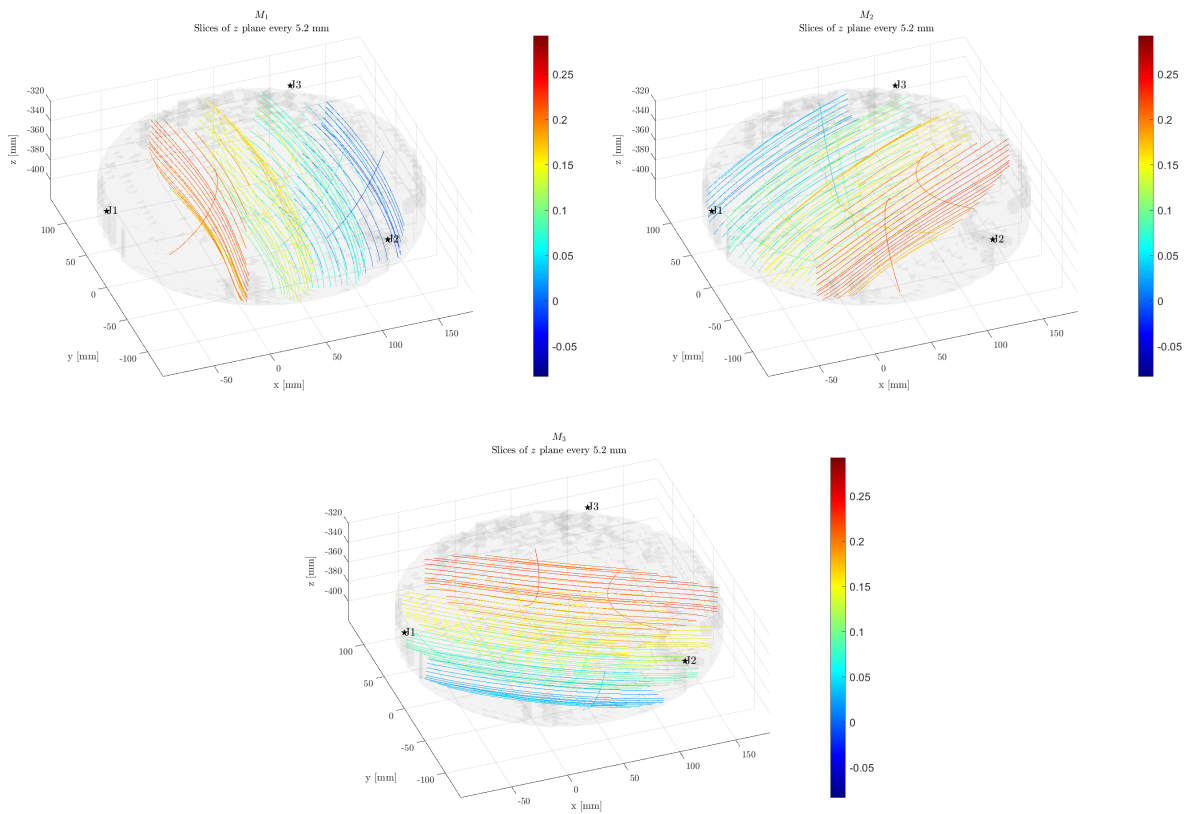 M1
Slices of z plane every 5.2 mm
J3
J1
J2
-320
-340
-360
-380
-400
z [mm]
100
50
0
-50
-100
y [mm]
-50
0
50
100
150
x [mm]
0.25
0.2
0.15
0.1
0.05
0
-0.05
M2
Slices of z plane every 5.2 mm
J3
J1
J2
-320
-340
-360
-380
-400
z [mm]
100
50
0
-50
-100
y [mm]
-50
0
50
100
150
x [mm]
0.25
0.2
0.15
0.1
0.05
0
-0.05
M3
Slices of z plane every 5.2 mm
J3
J1
J2
-320
-340
-360
-380
-400
z [mm]
100
50
0
-50
-100
y [mm]
-50
0
50
100
150
x [mm]
0.25
0.2
0.15
0.1
0.05
0
-0.05